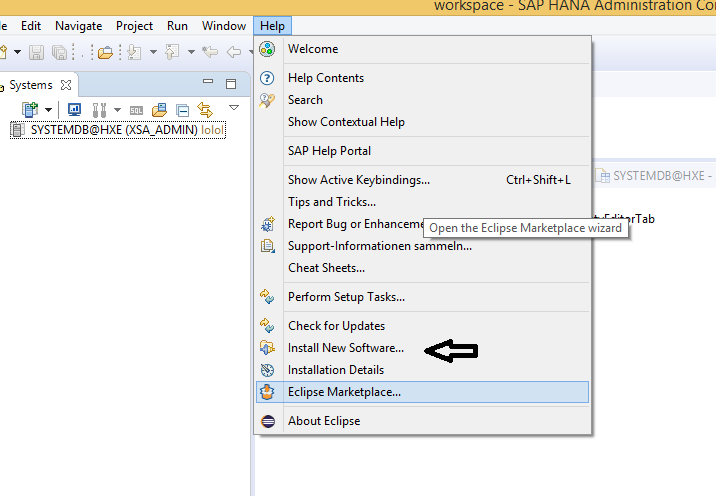 workspace - SAP HANA Administration Co
Edit Navigate Project Run Window Help
Systems
SYSTEMDB@HXE (XSA_ADMIN) lolol
Welcome
Help Contents
Search
Show Contextual Help
SAP Help Portal
Show Active Keybindings... Ctrl+Shift+L
Tips and Tricks...
Report Bug or Enhanceme
Open the Eclipse Marketplace wizard
Support-Informationen sammeln...
Cheat Sheets...
Perform Setup Tasks...
Check for Updates
Install New Software...
Installation Details
Eclipse Marketplace...
About Eclipse
SYSTEMDB@HXE -
tyEditorTab